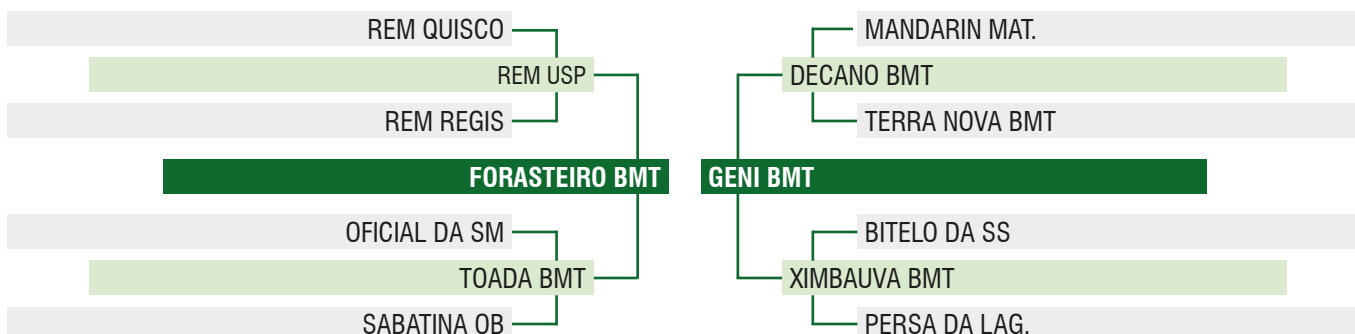 REM QUISCO
REM USP
REM REGIS
FORASTEIRO BMT
OFICIAL DA SM
TOADA BMT
SABATINA OB
MANDARIN MAT.
DECANO BMT
TERRA NOVA BMT
GENI BMT
BITELO DA SS
XIMBAUVA BMT
PERSA DA LAG.